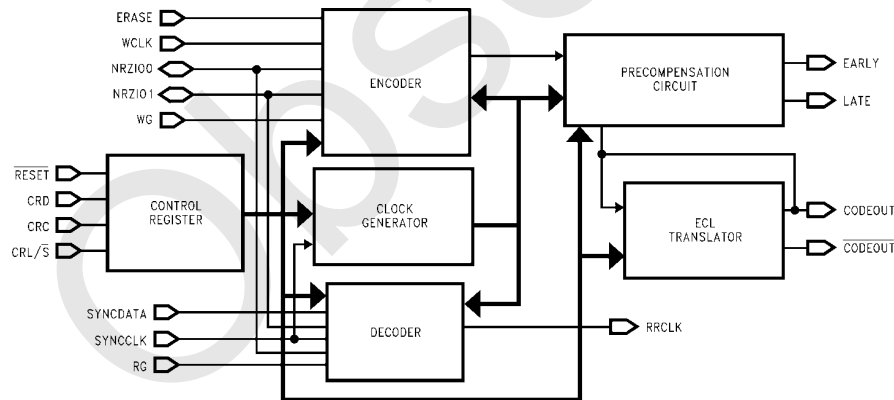 ERASE
WCLK
NRZIO0
NRZIO1
WG
ENCODER
PRECOMPENSATION
CIRCUIT
EARLY
LATE
RESET
CRD
CRC
CRL/S
CONTROL
REGISTER
CLOCK
GENERATOR
ECL
TRANSLATOR
CODEOUT
CODEOUT
SYNCDATA
SYNCCLK
RG
DECODER
RRCLK